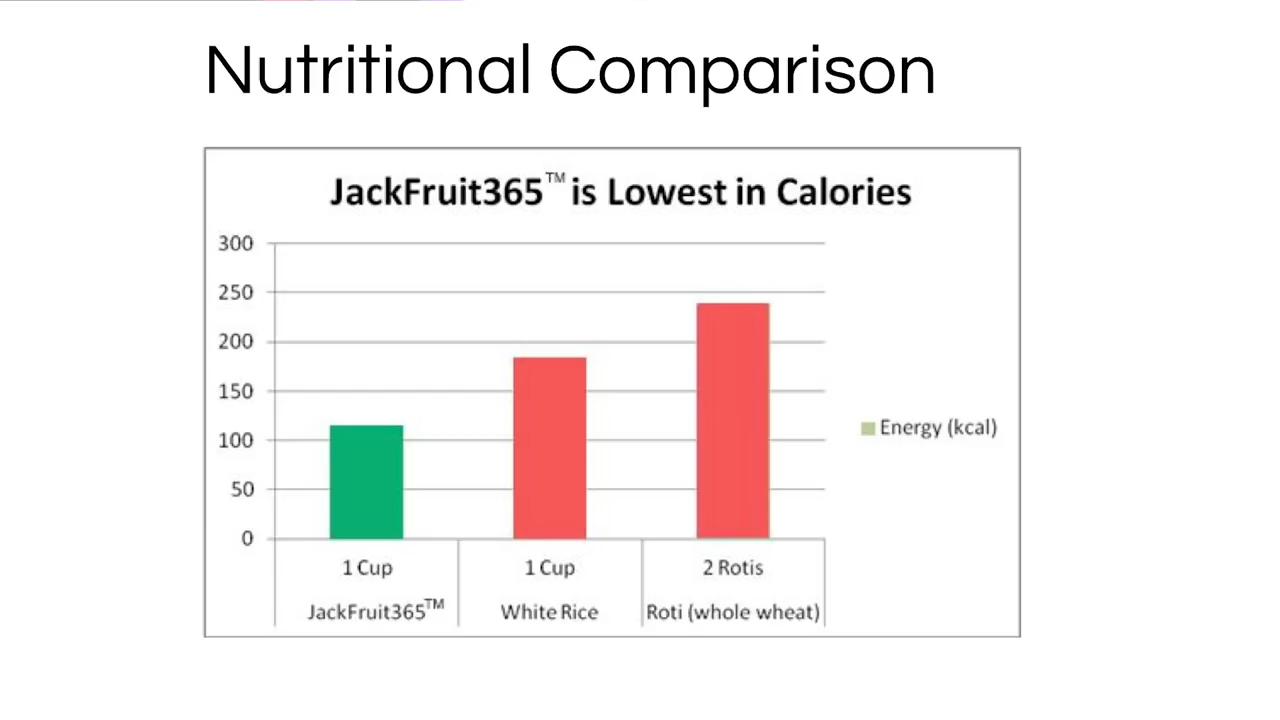 Nutritional Comparison
JackFruit365™ is Lowest in Calories
300
250
200
150
100
50
0
Energy (kcal)
1 Cup 1 Cup 2 Rotis
JackFruit365™ White Rice Roti (whole wheat)